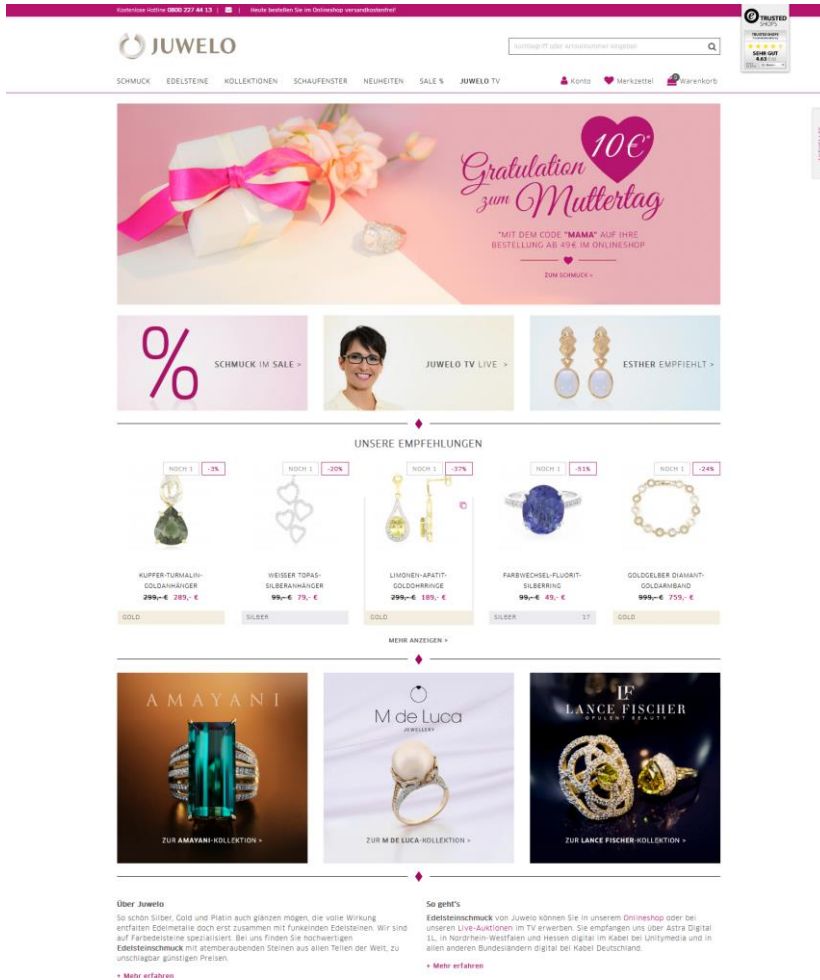 Kostenlose Hotline 0800 227 44 13 | | Heute bestellen Sie im Onlineshop versandkostenfrei!
TRUSTED
SHOPS
SEHR GUT
4.63
JUWELO
Suchbegriff oder Artikelnummer eingeben
SCHMUCK EDELSTEINE KOLLEKTIONEN SCHAUFENSTER NEUHEITEN SALE % JUWELO TV Konto Merkzettel 0 Warenkorb
10€*
Gratulation
zum Muttertag
*MIT DEM CODE "MAMA" AUF IHRE
BESTELLUNG AB 49€ IM ONLINESHOP
ZUM SCHMUCK >
% SCHMUCK IM SALE >
JUWELO TV LIVE >
ESTHER EMPFIEHLT >
UNSERE EMPFEHLUNGEN
NOCH 1 -3% NOCH 1 -20% NOCH 1 -37% NOCH 1 -51% NOCH 1 -24%
KUPFER-TURMALIN-
GOLDANHÄNGER
299,- € 289,- €
GOLD
WEISSER TOPAS-
SILBERANHÄNGER
99,- € 79,- €
SILBER
LIMONEN-APATIT-
GOLDOHRRINGE
299,- € 189,- €
GOLD
FARBWECHSEL-FLUORIT-
SILBERRING
99,- € 49,- €
SILBER 17
GOLDGELBER DIAMANT-
GOLDARMBAND
999,- € 759,- €
GOLD
MEHR ANZEIGEN >
AMAYANI
ZUR AMAYANI-KOLLEKTION >
M de Luca
JEWELLERY
ZUR M DE LUCA-KOLLEKTION >
LF
LANCE FISCHER
OPULENT BEAUTY
ZUR LANCE FISCHER-KOLLEKTION >
Über Juwelo
So schön Silber, Gold und Platin auch glänzen mögen, die volle Wirkung
entfalten Edelmetalle doch erst zusammen mit funkelnden Edelsteinen. Wir sind
auf Farbedelsteine spezialisiert. Bei uns finden Sie hochwertigen
Edelsteinschmuck mit atemberaubenden Steinen aus allen Teilen der Welt, zu
unschlagbar günstigen Preisen.
+ Mehr erfahren
So geht's
Edelsteinschmuck von Juwelo können Sie in unserem Onlineshop oder bei
unseren Live-Auktionen im TV erwerben. Sie empfangen uns über Astra Digital
1L, in Nordrhein-Westfalen und Hessen digital im Kabel bei Unitymedia und in
allen anderen Bundesländern digital bei Kabel Deutschland.
+ Mehr erfahren